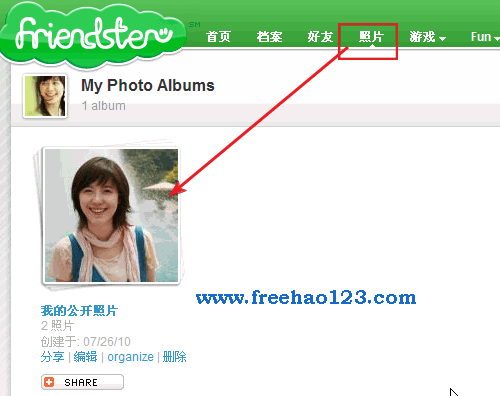 friendster SM
首页 档案 好友 照片 游戏 Fun
My Photo Albums
1 album
www.freehao123.com
我的公开照片
2 照片
创建于: 07/26/10
分享 | 编辑 | organize | 删除
SHARE